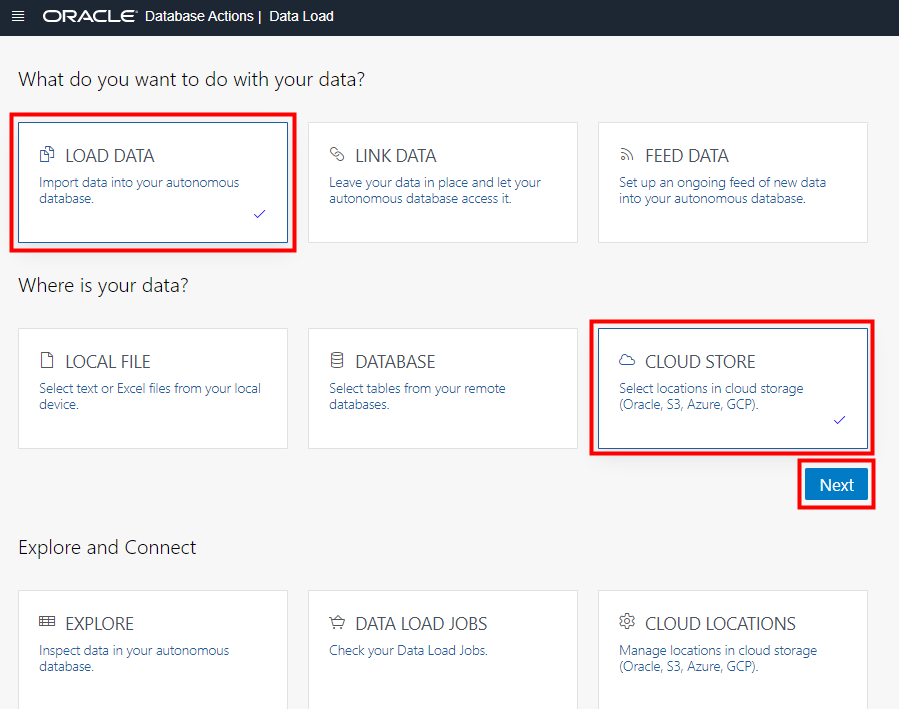 ORACLE Database Actions | Data Load
What do you want to do with your data?
LOAD DATA
Import data into your autonomous
database.
LINK DATA
Leave your data in place and let your
autonomous database access it.
FEED DATA
Set up an ongoing feed of new data
into your autonomous database.
Where is your data?
LOCAL FILE
Select text or Excel files from your local
device.
DATABASE
Select tables from your remote
databases.
CLOUD STORE
Select locations in cloud storage
(Oracle, S3, Azure, GCP).
Next
Explore and Connect
EXPLORE
Inspect data in your autonomous
database.
DATA LOAD JOBS
Check your Data Load Jobs.
CLOUD LOCATIONS
Manage locations in cloud storage
(Oracle, S3, Azure, GCP).